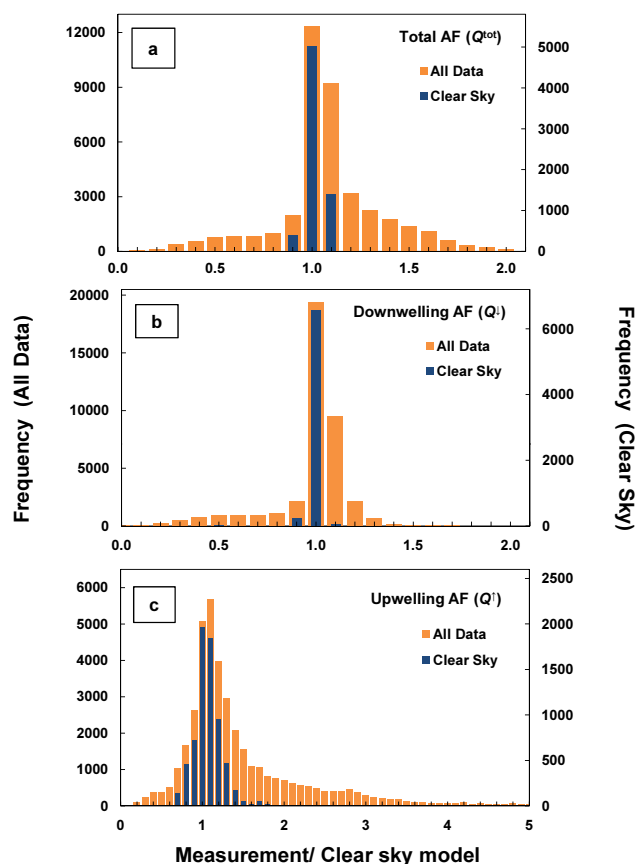 a
Total AF (Qᵗᵒᵗ)
All Data
Clear Sky
12000
9000
6000
3000
0
5000
4000
3000
2000
1000
0
0.0 0.5 1.0 1.5 2.0
b
Downwelling AF (Q↓)
All Data
Clear Sky
20000
15000
10000
5000
0
6000
4000
2000
0
0.0 0.5 1.0 1.5 2.0
c
Upwelling AF (Q↑)
All Data
Clear Sky
6000
5000
4000
3000
2000
1000
0
2500
2000
1500
1000
500
0
0 1 2 3 4 5
Frequency (All Data)
Frequency (Clear Sky)
Measurement/ Clear sky model